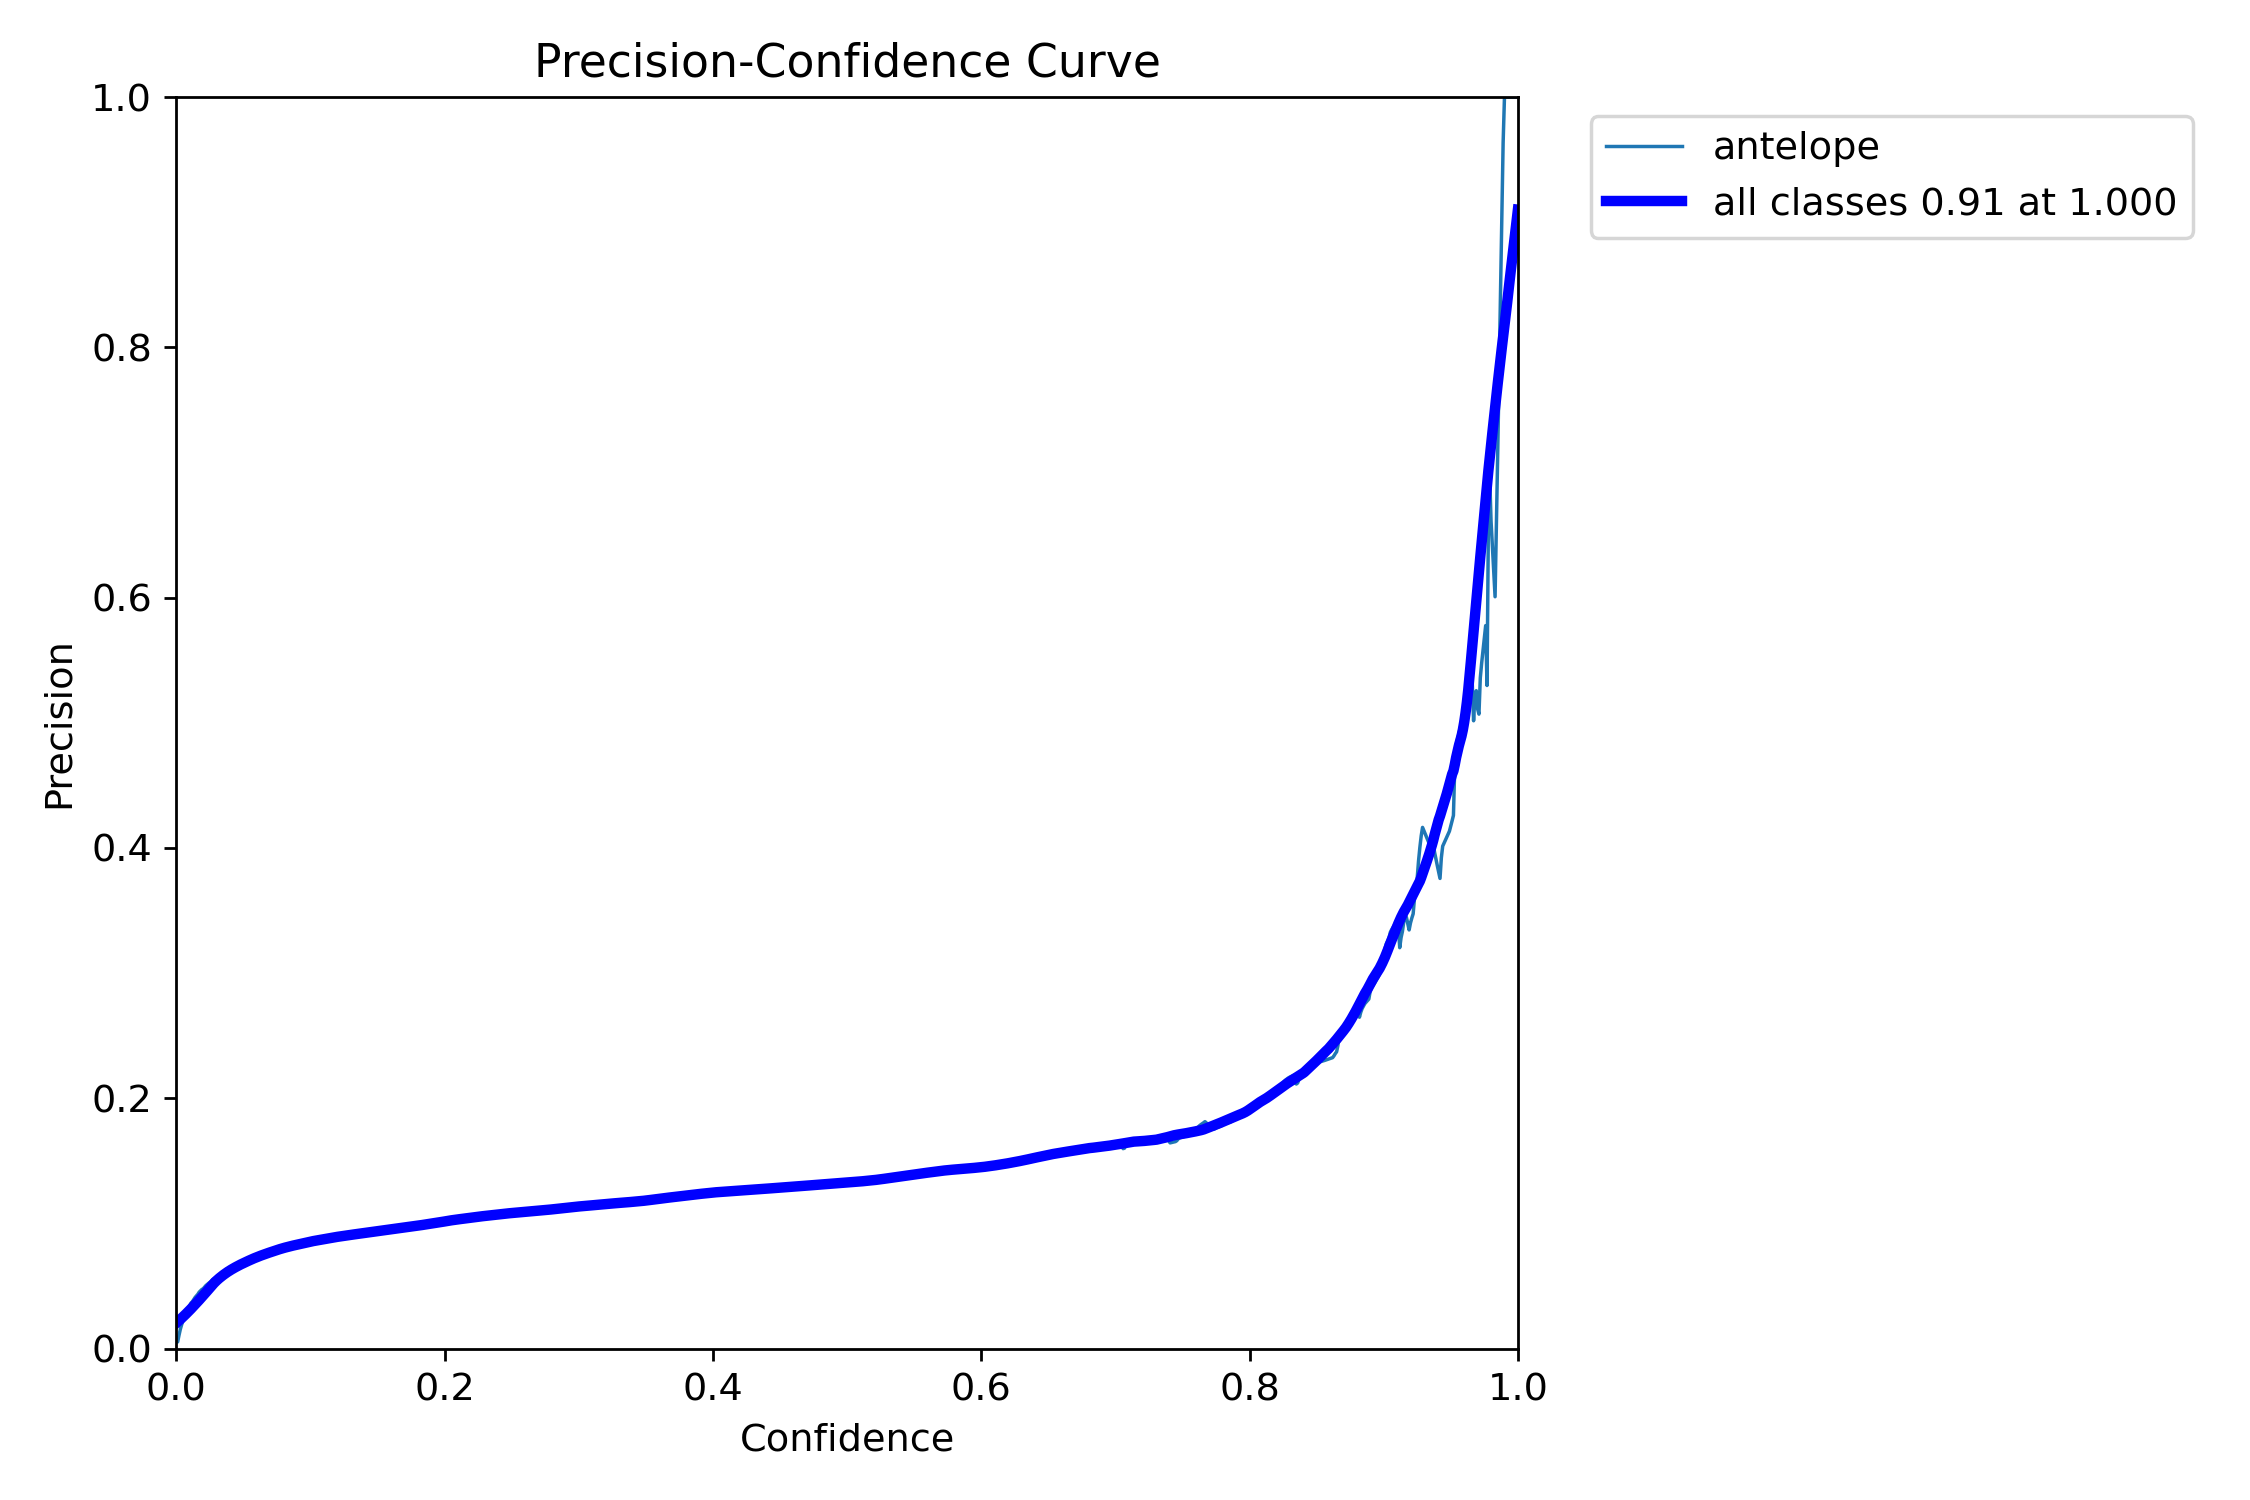 Precision-Confidence Curve
1.0
0.8
0.6
0.4
0.2
0.0
Precision
0.0 0.2 0.4 0.6 0.8 1.0
Confidence
antelope
all classes 0.91 at 1.000